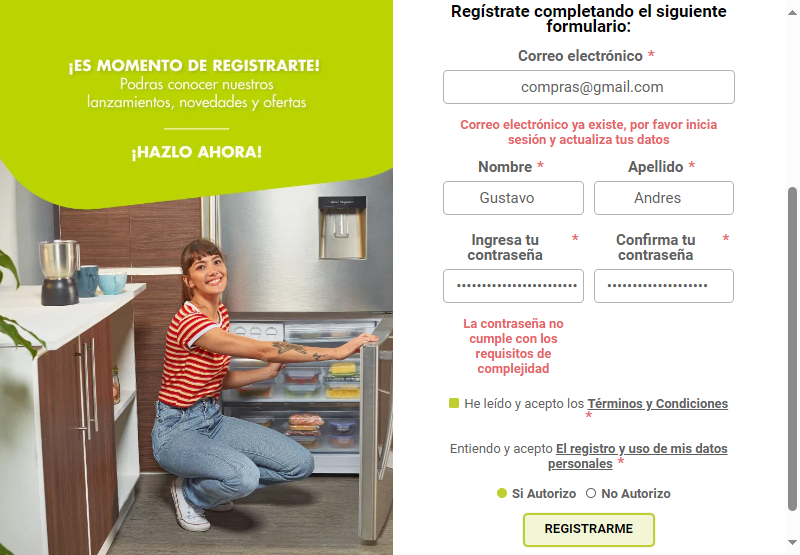 ¡ES MOMENTO DE REGISTRARTE!
Podras conocer nuestros
lanzamientos, novedades y ofertas
¡HAZLO AHORA!
Regístrate completando el siguiente
formulario:
Correo electrónico *
compras@gmail.com
Correo electrónico ya existe, por favor inicia
sesión y actualiza tus datos
Nombre *
Apellido *
Gustavo
Andres
Ingresa tu *
contraseña
Confirma tu *
contraseña
La contraseña no
cumple con los
requisitos de
complejidad
He leído y acepto los Términos y Condiciones
*
Entiendo y acepto El registro y uso de mis datos
personales *
Si Autorizo No Autorizo
REGISTRARME